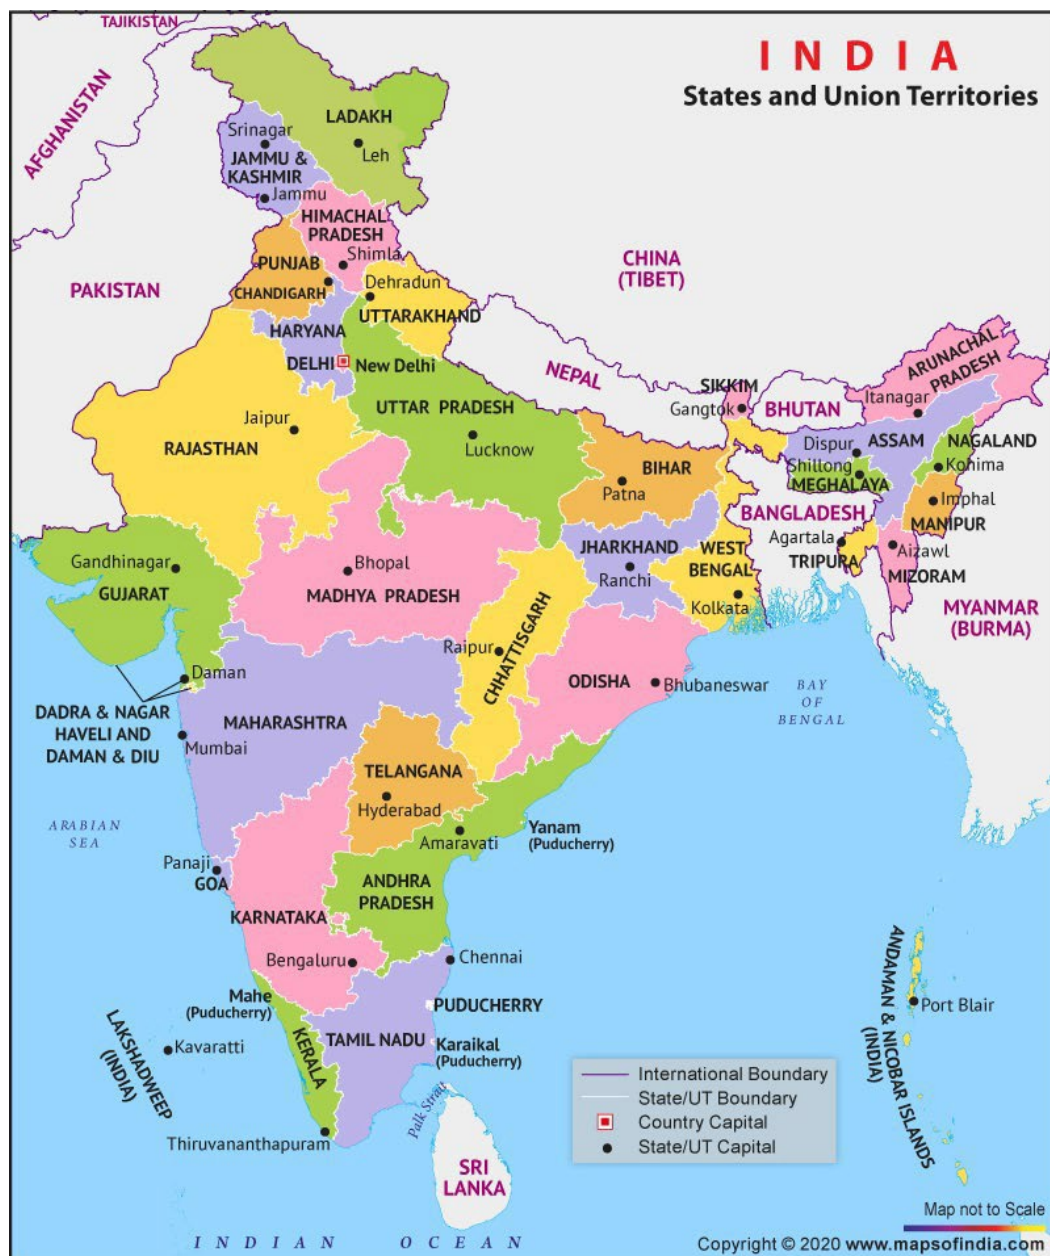 TAJIKISTAN
INDIA
States and Union Territories
AFGHANISTAN
LADAKH
Srinagar
Leh
JAMMU &
KASHMIR
Jammu
HIMACHAL
PRADESH
Shimla
CHINA
(TIBET)
PUNJAB
CHANDIGARH
PAKISTAN
Dehradun
UTTARAKHAND
HARYANA
DELHI
New Delhi
NEPAL
ARUNACHAL
PRADESH
SIKKIM
Gangtok
BHUTAN
Itanagar
UTTAR PRADESH
Jaipur
RAJASTHAN
Lucknow
Dispur
ASSAM
NAGALAND
BIHAR
Patna
Shillong
MEGHALAYA
Kohima
Imphal
MANIPUR
BANGLADESH
Agartala
TRIPURA
Aizawl
MIZORAM
Gandhinagar
GUJARAT
Bhopal
MADHYA PRADESH
JHARKHAND
Ranchi
WEST
BENGAL
Kolkata
MYANMAR
(BURMA)
Raipur
CHHATTISGARH
Daman
DADRA & NAGAR
HAVELI AND
DAMAN & DIU
ODISHA
Bhubaneswar
BAY
OF
BENGAL
MAHARASHTRA
Mumbai
TELANGANA
Hyderabad
ARABIAN
SEA
Amaravati
Yanam
(Puducherry)
Panaji
GOA
ANDHRA
PRADESH
KARNATAKA
Bengaluru
Chennai
Mahe
(Puducherry)
PUDUCHERRY
LAKSHADWEEP
(INDIA)
Kavaratti
KERALA
TAMIL NADU
Karaikal
(Puducherry)
ANDAMAN & NICOBAR ISLANDS
(INDIA)
Port Blair
Palk Strait
Thiruvananthapuram
SRI
LANKA
International Boundary
State/UT Boundary
Country Capital
State/UT Capital
Map not to Scale
INDIAN OCEAN
Copyright © 2020 www.mapsofindia.com